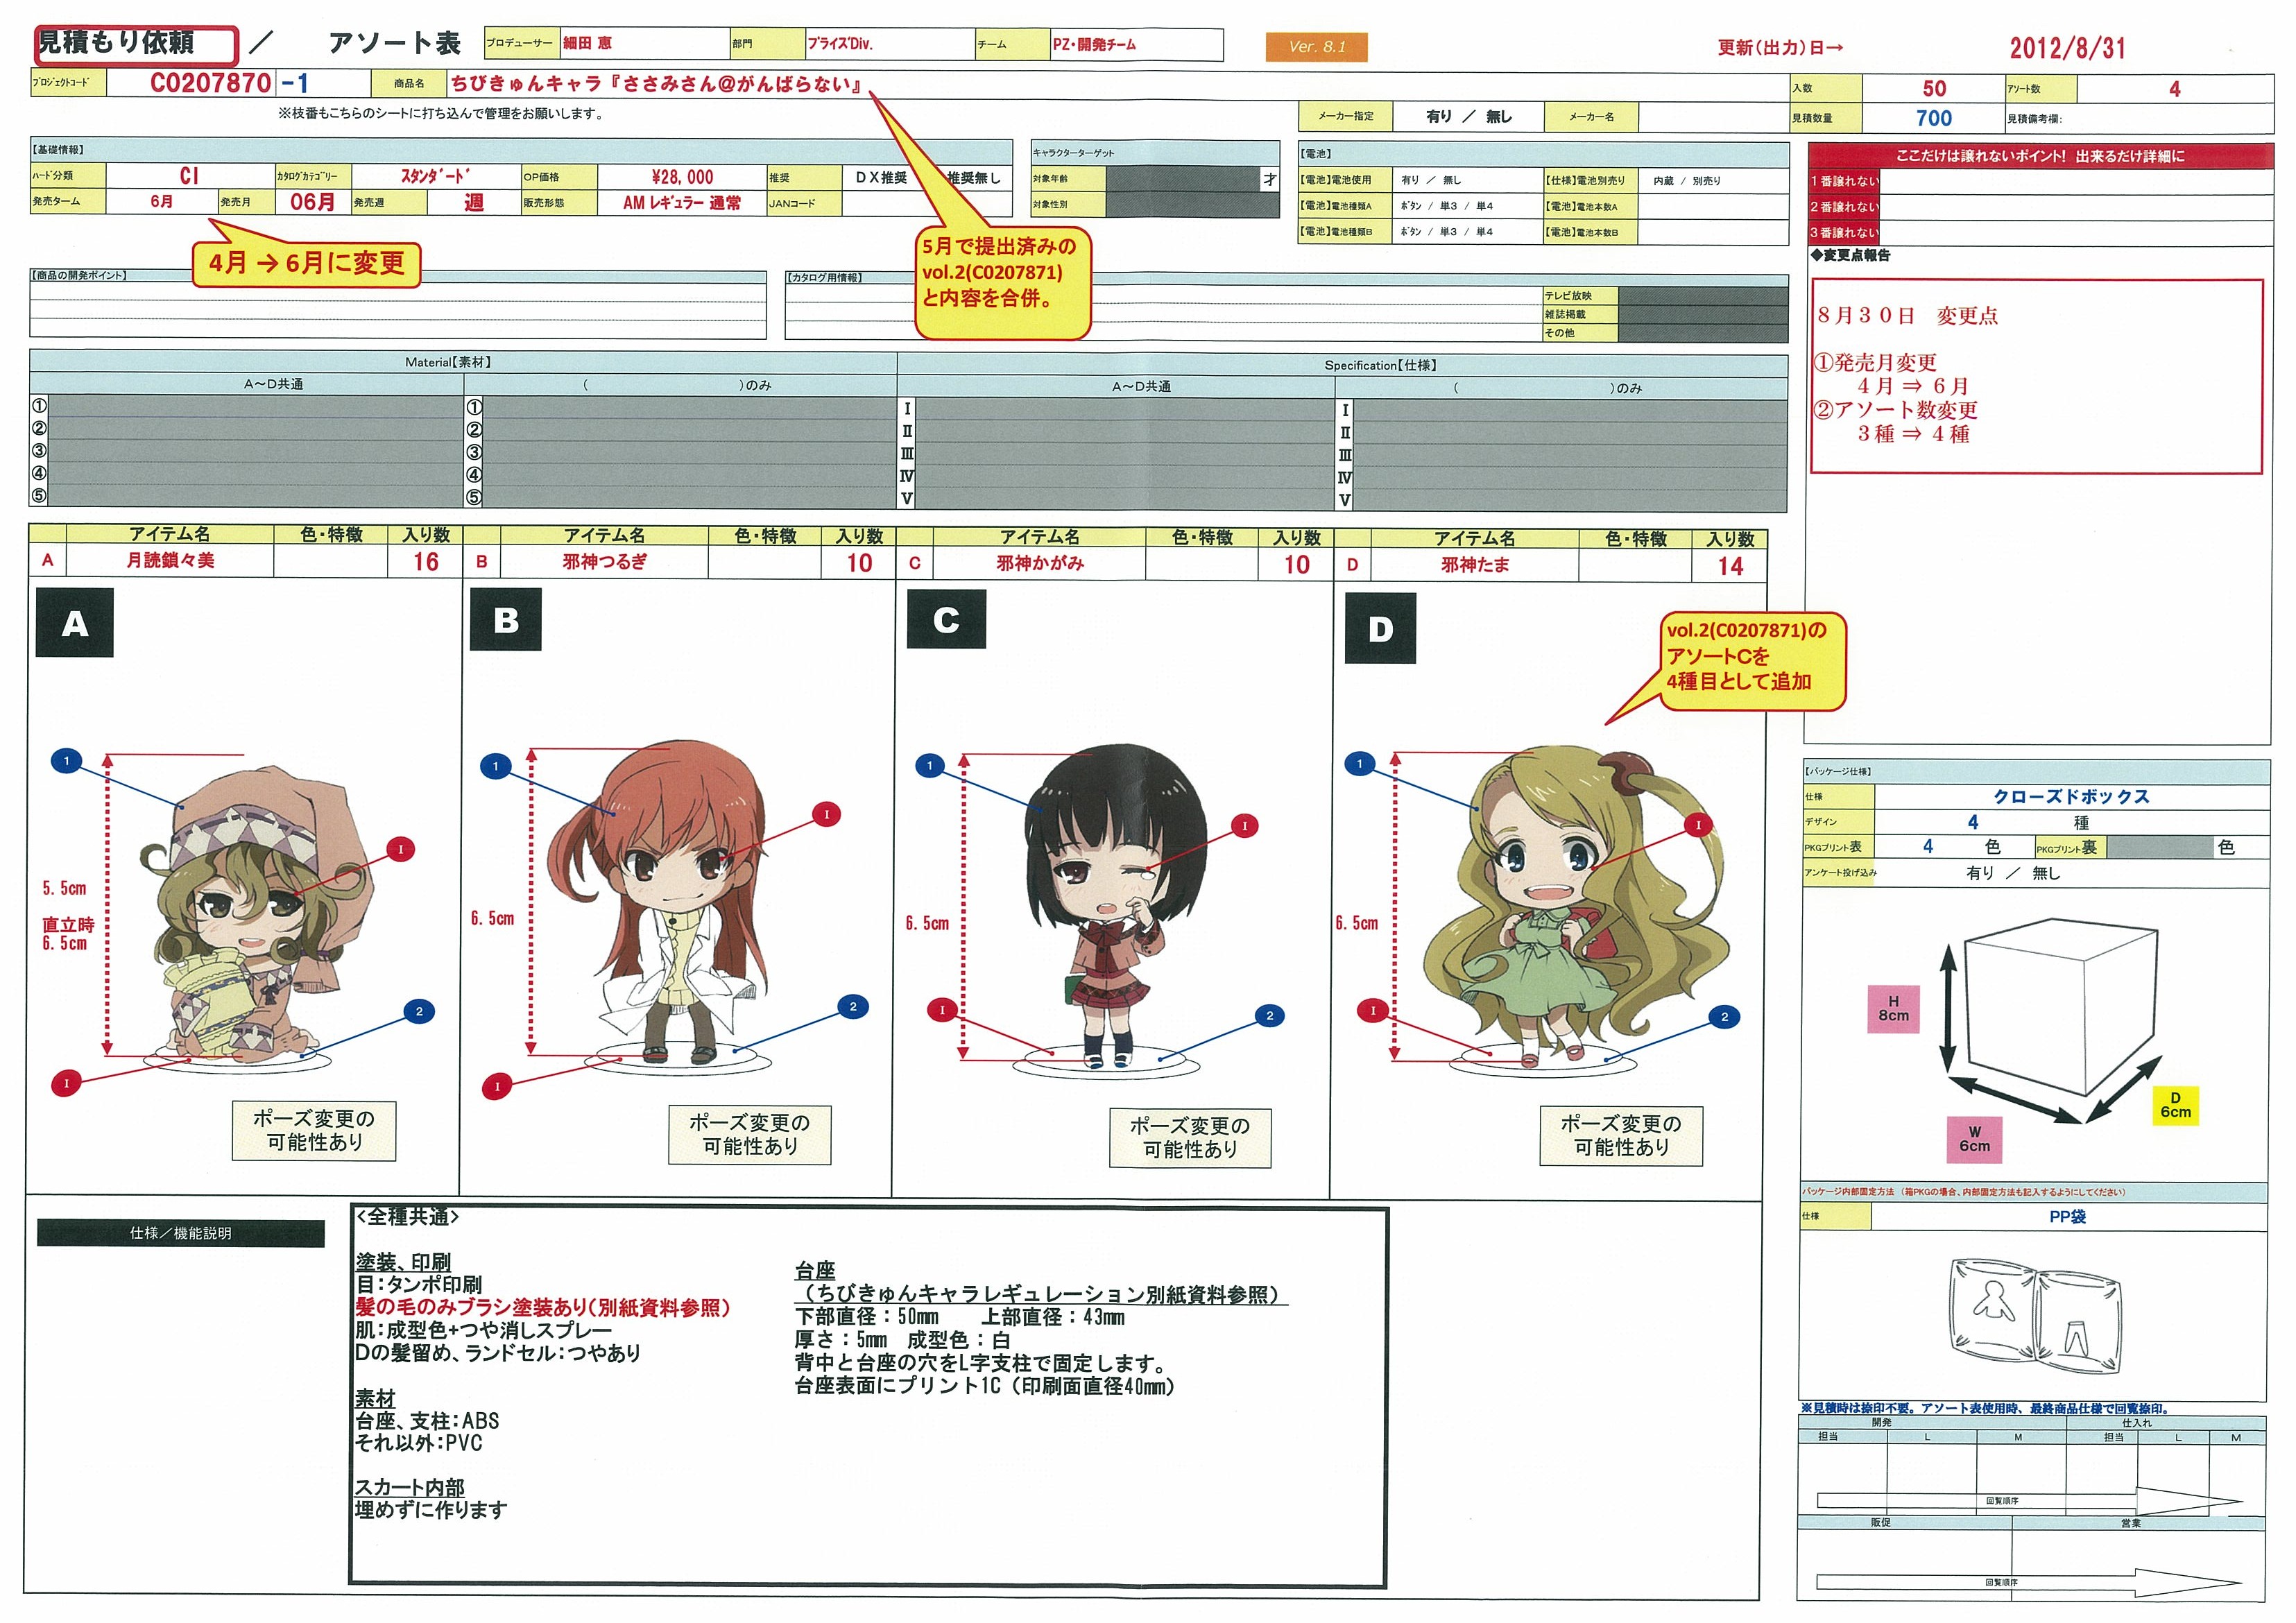 見積もり依頼 ／ アソート表
プロデューサー 細田 恵 部門 プライズDiv. チーム PZ・開発チーム
Ver. 8.1
更新(出力)日→ 2012/8/31
ﾌﾟﾛｼﾞｪｸﾄｺｰﾄﾞ C0207870 -1 商品名 ちびきゅんキャラ『ささみさん@がんばらない』
入数 50 ｱｿｰﾄ数 4
※枝番もこちらのシートに打ち込んで管理をお願いします。
メーカー指定 有り ／ 無し メーカー名
見積数量 700 見積備考欄:
【基礎情報】
ﾊｰﾄﾞ分類 CI ｶﾀﾛｸﾞｶﾃｺﾞﾘｰ ｽﾀﾝﾀﾞｰﾄﾞ OP価格 ¥28,000 推奨 DX推奨 推奨無し
発売ターム 6月 発売月 06月 発売週 週 販売形態 AM ﾚｷﾞｭラー 通常 JANコード
4月→6月に変更
キャラクターターゲット
対象年齢 才
対象性別
【電池】
【電池】電池使用 有り ／ 無し 【仕様】電池別売り 内蔵 ／ 別売り
【電池】電池種類A ﾎﾞﾀﾝ ／ 単3 ／ 単4 【電池】電池本数A
【電池】電池種類B ﾎﾞﾀﾝ ／ 単3 ／ 単4 【電池】電池本数B
5月で提出済みの
vol.2(C0207871)
と内容を合併。
ここだけは譲れないポイント! 出来るだけ詳細に
1番譲れない
2番譲れない
3番譲れない
◆変更点報告
8月30日 変更点
①発売月変更
4月⇒6月
②アソート数変更
3種⇒4種
【商品の開発ポイント】
【カタログ用情報】
テレビ放映
雑誌掲載
その他
Material【素材】 Specification【仕様】
A～D共通 ( )のみ A～D共通 ( )のみ
① ① Ⅰ Ⅰ
② ② Ⅱ Ⅱ
③ ③ Ⅲ Ⅲ
④ ④ Ⅳ Ⅳ
⑤ ⑤ Ⅴ Ⅴ
アイテム名 色・特徴 入り数 アイテム名 色・特徴 入り数 アイテム名 色・特徴 入り数 アイテム名 色・特徴 入り数
A 月読鎖々美 16 B 邪神つるぎ 10 C 邪神かがみ 10 D 邪神たま 14
A
1
I
5.5cm
直立時
6.5cm
2
I
ポーズ変更の
可能性あり
B
1
I
6.5cm
2
I
ポーズ変更の
可能性あり
C
1
I
6.5cm
I
2
ポーズ変更の
可能性あり
D
vol.2(C0207871)の
アソートCを
4種目として追加
1
I
6.5cm
I
2
ポーズ変更の
可能性あり
【パッケージ仕様】
仕様 クローズドボックス
デザイン 4 種
PKGプリント表 4 色 PKGプリント裏 色
アンケート投げ込み 有り ／ 無し
H
8cm
D
6cm
W
6cm
パッケージ内部固定方法 (箱PKGの場合、内部固定方法も記入するようにしてください)
仕様 PP袋
仕様／機能説明
<全種共通>
塗装、印刷
目:タンポ印刷
髪の毛のみブラシ塗装あり(別紙資料参照)
肌:成型色+つや消しスプレー
Dの髪留め、ランドセル:つやあり
素材
台座、支柱:ABS
それ以外:PVC
スカート内部
埋めずに作ります
台座
(ちびきゅんキャラレギュレーション別紙資料参照)
下部直径:50mm 上部直径:43mm
厚さ:5mm 成型色:白
背中と台座の穴をL字支柱で固定します。
台座表面にプリント1C(印刷面直径40mm)
※見積時は捺印不要。アソート表使用時、最終商品仕様で回覧捺印。
開発 仕入れ
担当 L M 担当 L M
回覧順序
販促 営業
回覧順序